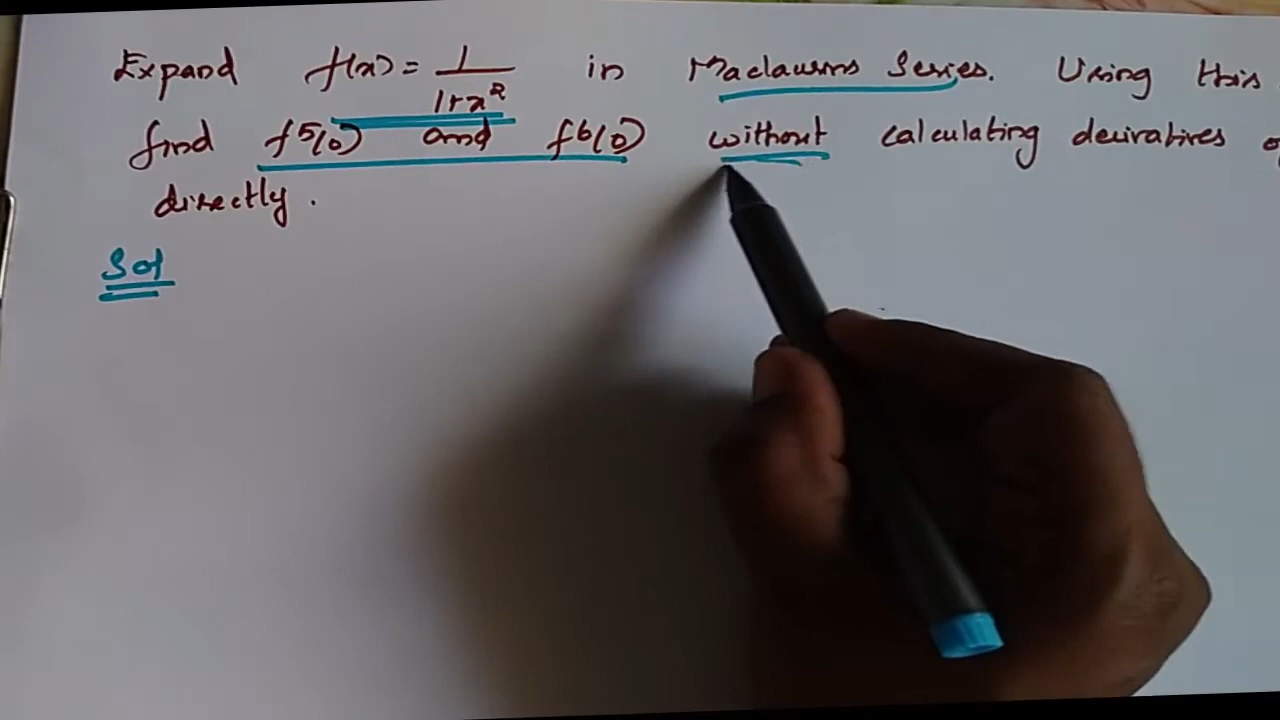 Expand f(x) = 1/(1+x²) in Maclaurins Series. Using this
find f⁵(0) and f⁶(0) without calculating derivatives
directly.
Sol